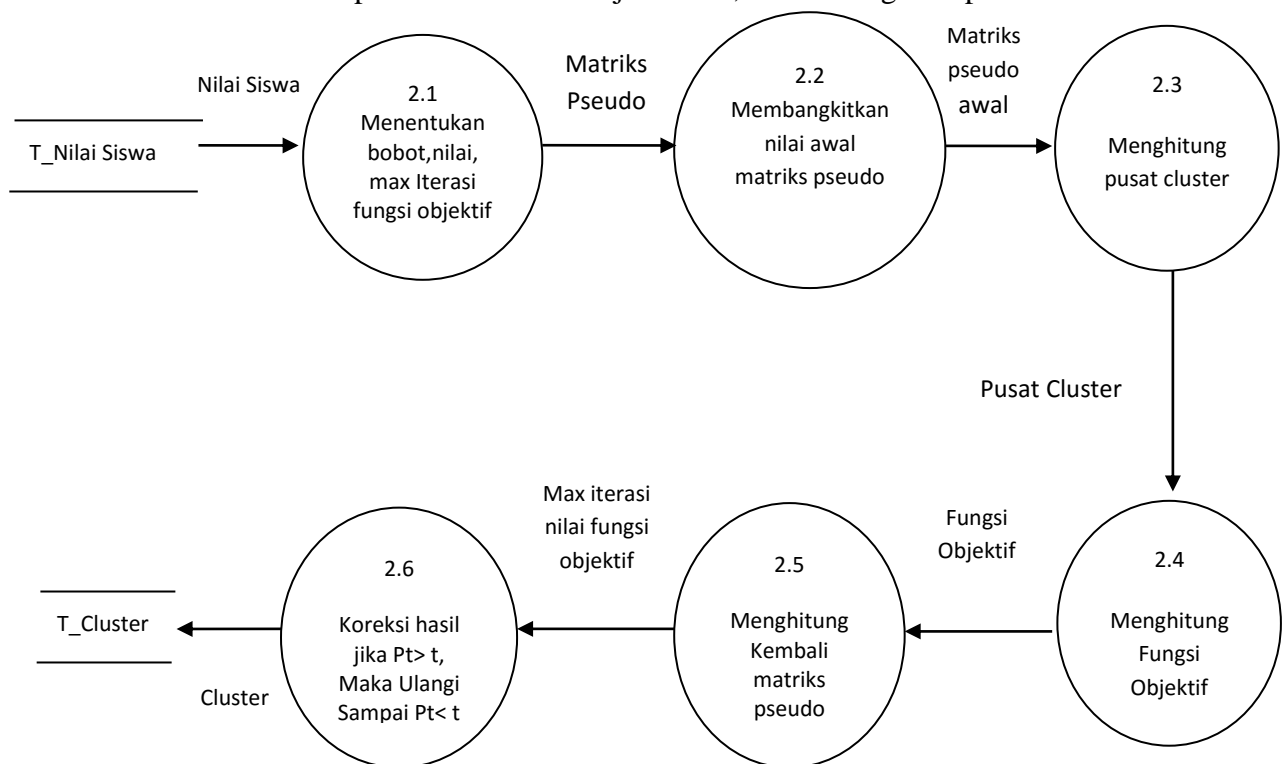 Nilai Siswa
T_Nilai Siswa
2.1
Menentukan
bobot,nilai,
max Iterasi
fungsi objektif
Matriks
Pseudo
2.2
Membangkitkan
nilai awal
matriks pseudo
Matriks
pseudo
awal
2.3
Menghitung
pusat cluster
Pusat Cluster
2.4
Menghitung
Fungsi
Objektif
Fungsi
Objektif
2.5
Menghitung
Kembali
matriks
pseudo
Max iterasi
nilai fungsi
objektif
2.6
Koreksi hasil
jika Pt> t,
Maka Ulangi
Sampai Pt< t
Cluster
T_Cluster